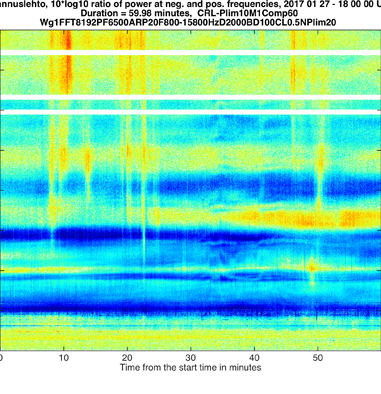 annuslehto, 10*log10 ratio of power at neg. and pos. frequencies, 2017 01 27 - 18 00 00 U
Duration = 59.98 minutes, CRL-Plim10M1Comp60
Wg1FFT8192PF6500ARP20F800-15800HzD2000BD100CL0.5NPlim20
0 10 20 30 40 50
Time from the start time in minutes